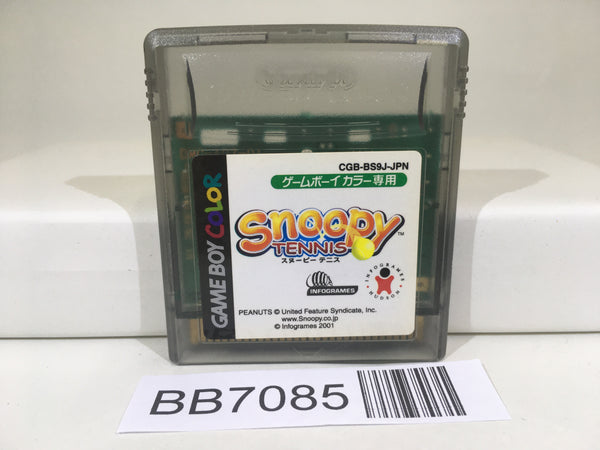 CGB-BS9J-JPN
ゲームボーイカラー専用
GAME BOY COLOR
Snoopy™
TENNIS
スヌーピー テニス
INFOGRAMES
INFOGRAMES HUDSON
PEANUTS © United Feature Syndicate, Inc.
www.Snoopy.co.jp
© Infogrames 2001
BB7085